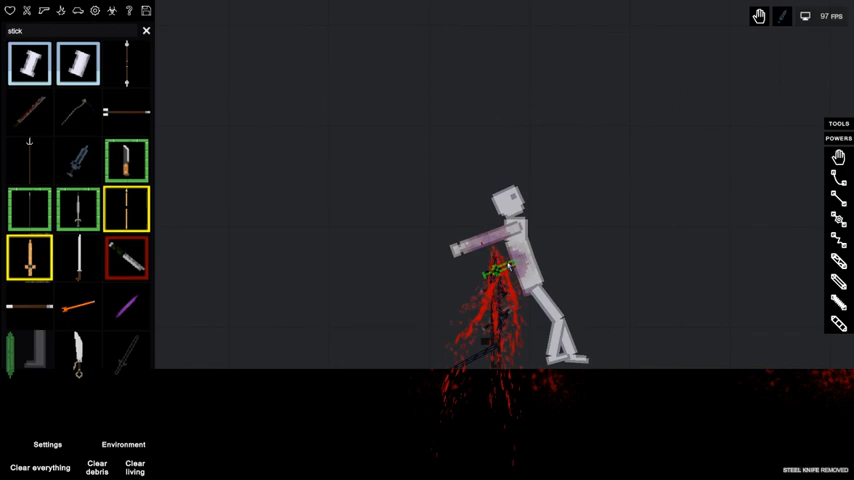 stick
97 FPS
TOOLS
POWERS
Settings
Environment
Clear everything
Clear debris
Clear living
STEEL KNIFE REMOVED